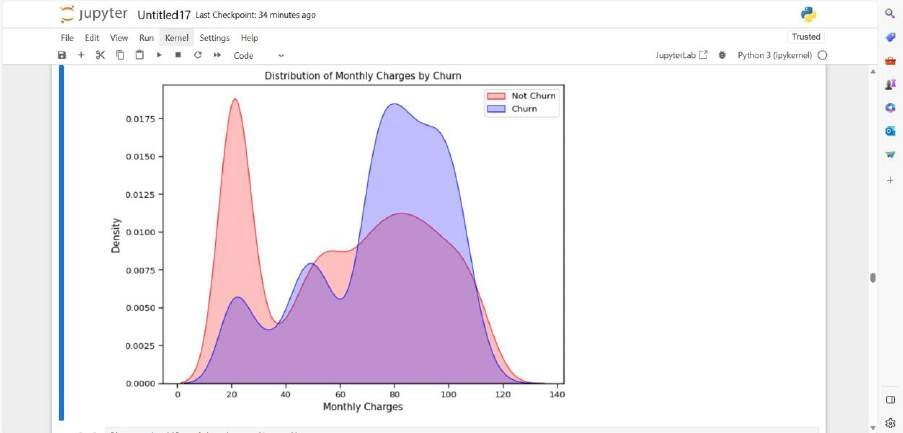 jupyter Untitled17 Last Checkpoint: 34 minutes ago
File Edit View Run Kernel Settings Help
Trusted
Code
JupyterLab
Python 3 (ipykernel)
Distribution of Monthly Charges by Churn
Not Churn
Churn
0.0175
0.0150
0.0125
0.0100
0.0075
0.0050
0.0025
0.0000
Density
0 20 40 60 80 100 120 140
Monthly Charges